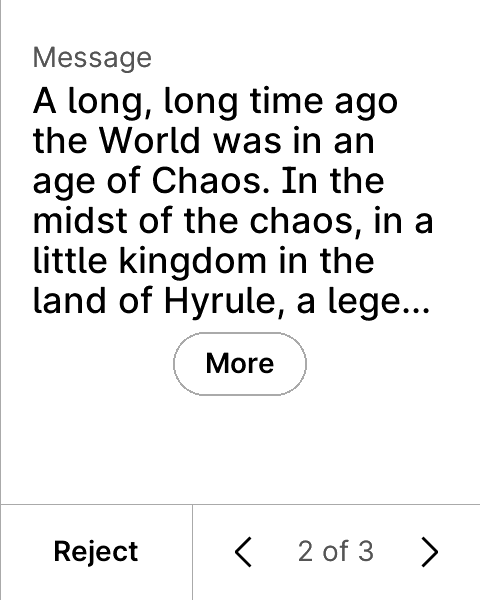 Message
A long, long time ago
the World was in an
age of Chaos. In the
midst of the chaos, in a
little kingdom in the
land of Hyrule, a lege...
More
Reject
2 of 3